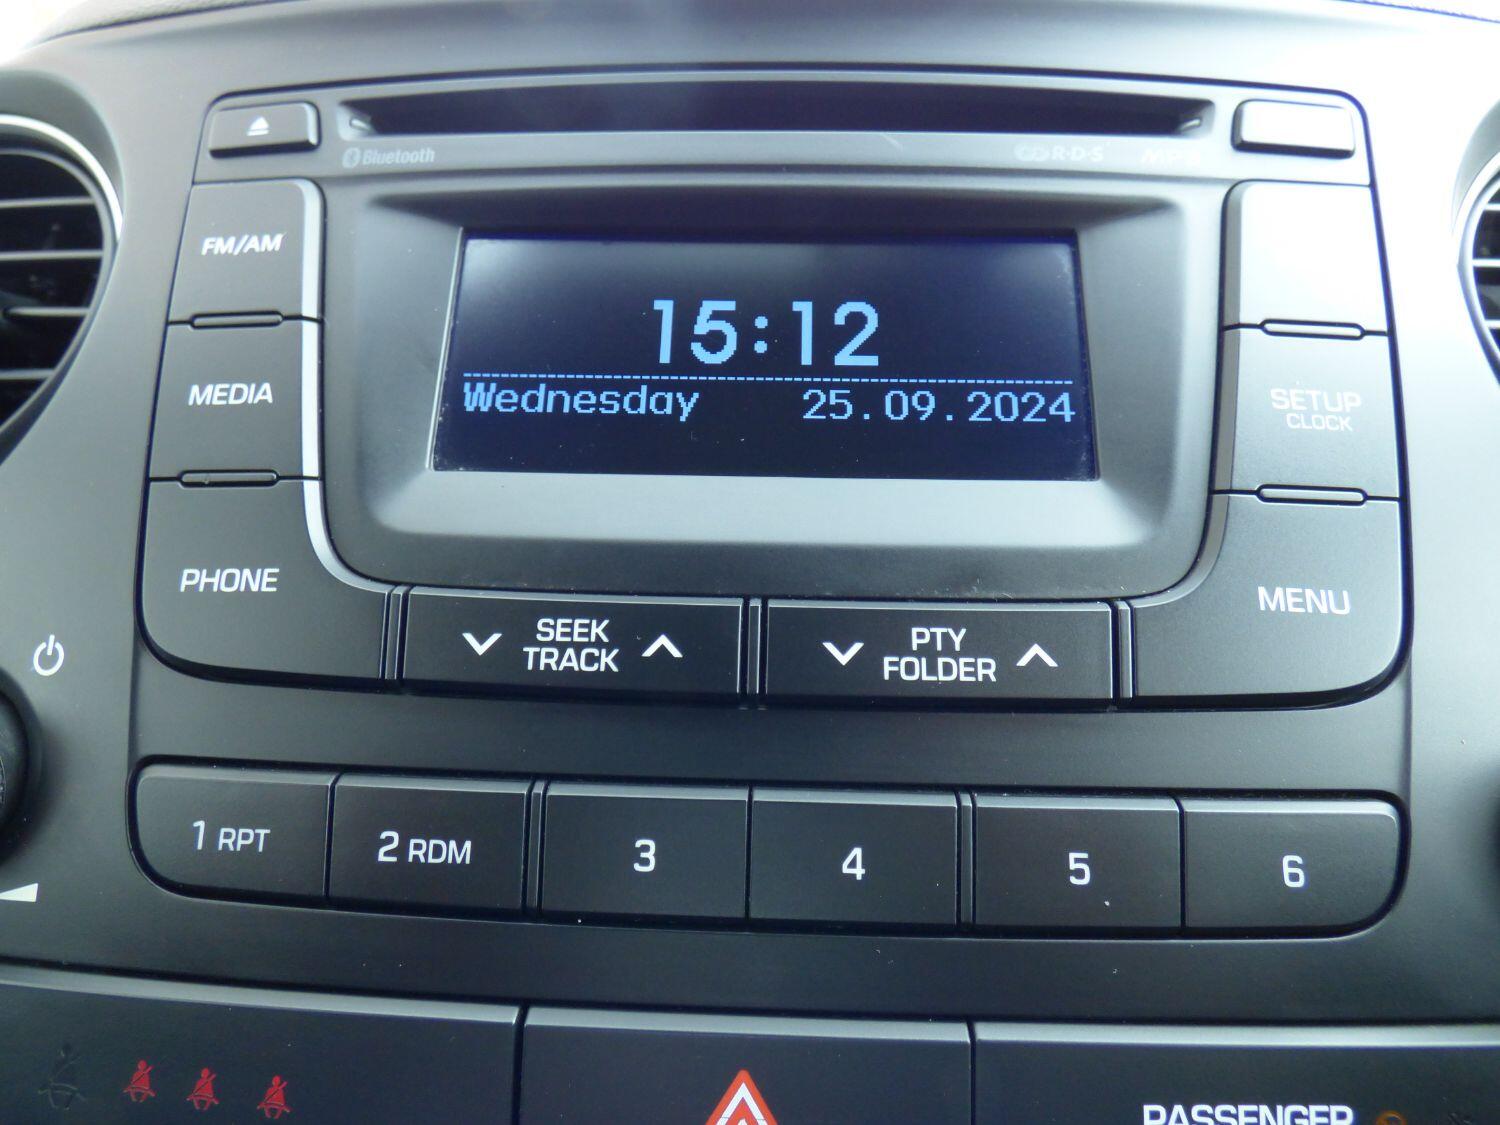 Bluetooth
R·D·S
MP3
FM/AM
15:12
Wednesday 25.09.2024
MEDIA
SETUP
CLOCK
PHONE
MENU
SEEK
TRACK
PTY
FOLDER
1 RPT
2 RDM
3
4
5
6
PASSENGER